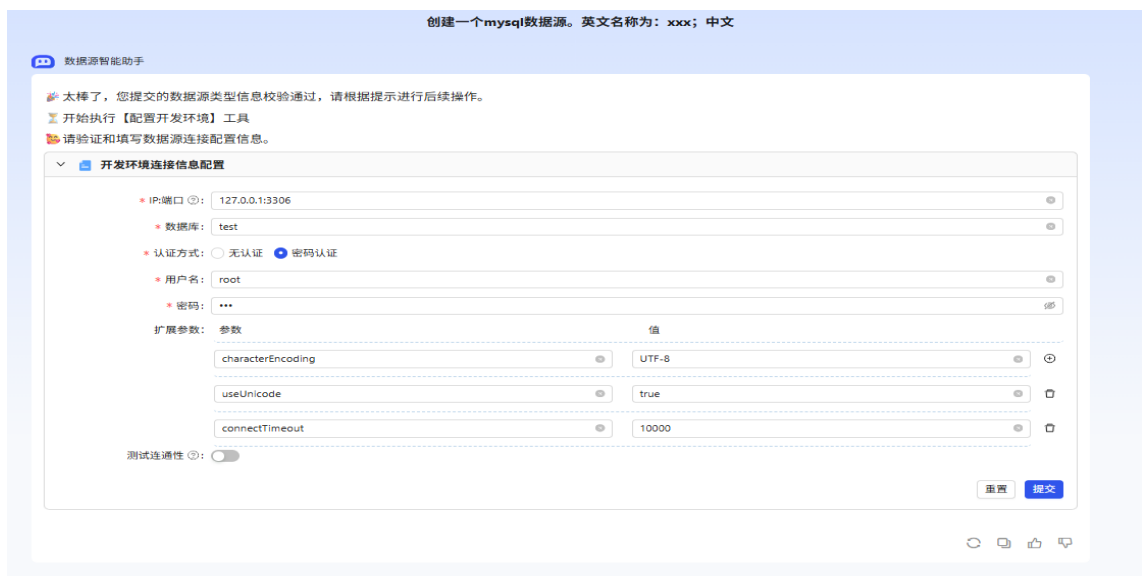 创建一个mysql数据源。英文名称为：xxx；中文
数据源智能助手
太棒了，您提交的数据源类型信息校验通过，请根据提示进行后续操作。
开始执行【配置开发环境】工具
请验证和填写数据源连接配置信息。
开发环境连接信息配置
* IP:端口 ?: 127.0.0.1:3306
* 数据库: test
* 认证方式: 无认证 密码认证
* 用户名: root
* 密码: •••
扩展参数: 参数 值
characterEncoding UTF-8
useUnicode true
connectTimeout 10000
测试连通性 ?:
重置 提交